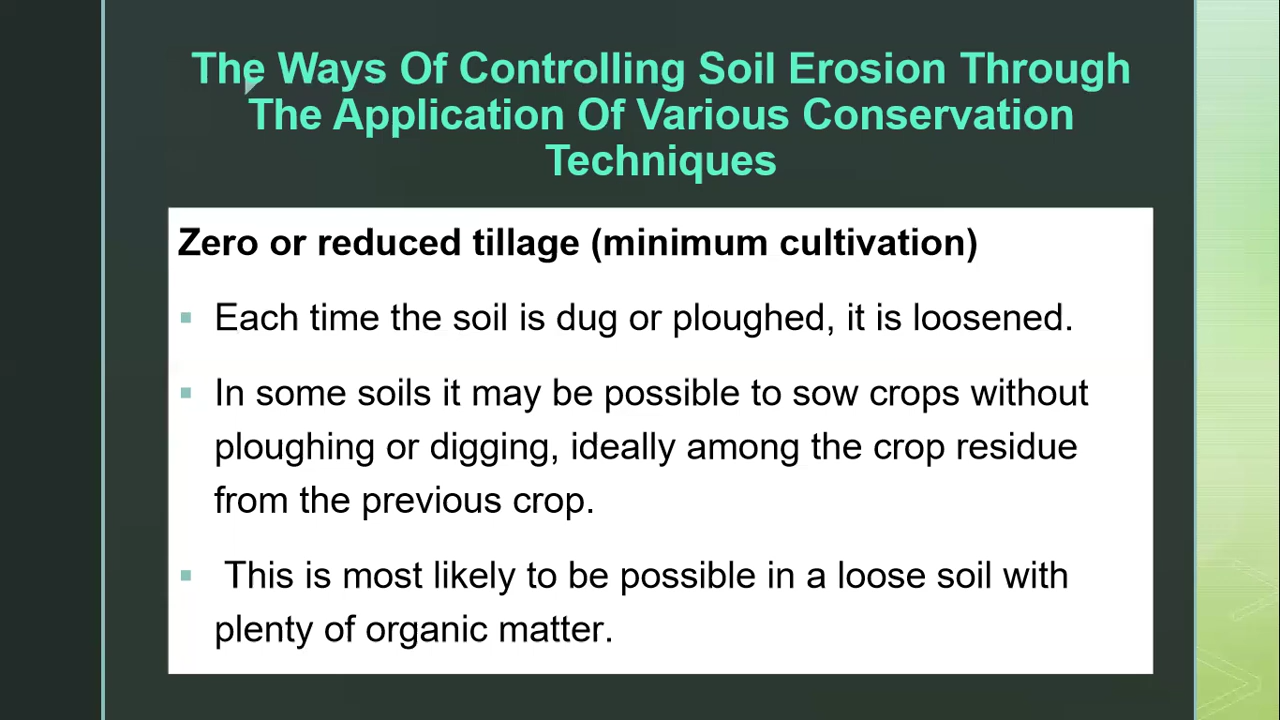 The Ways Of Controlling Soil Erosion Through
The Application Of Various Conservation
Techniques
Zero or reduced tillage (minimum cultivation)
▪ Each time the soil is dug or ploughed, it is loosened.
▪ In some soils it may be possible to sow crops without
ploughing or digging, ideally among the crop residue
from the previous crop.
▪ This is most likely to be possible in a loose soil with
plenty of organic matter.